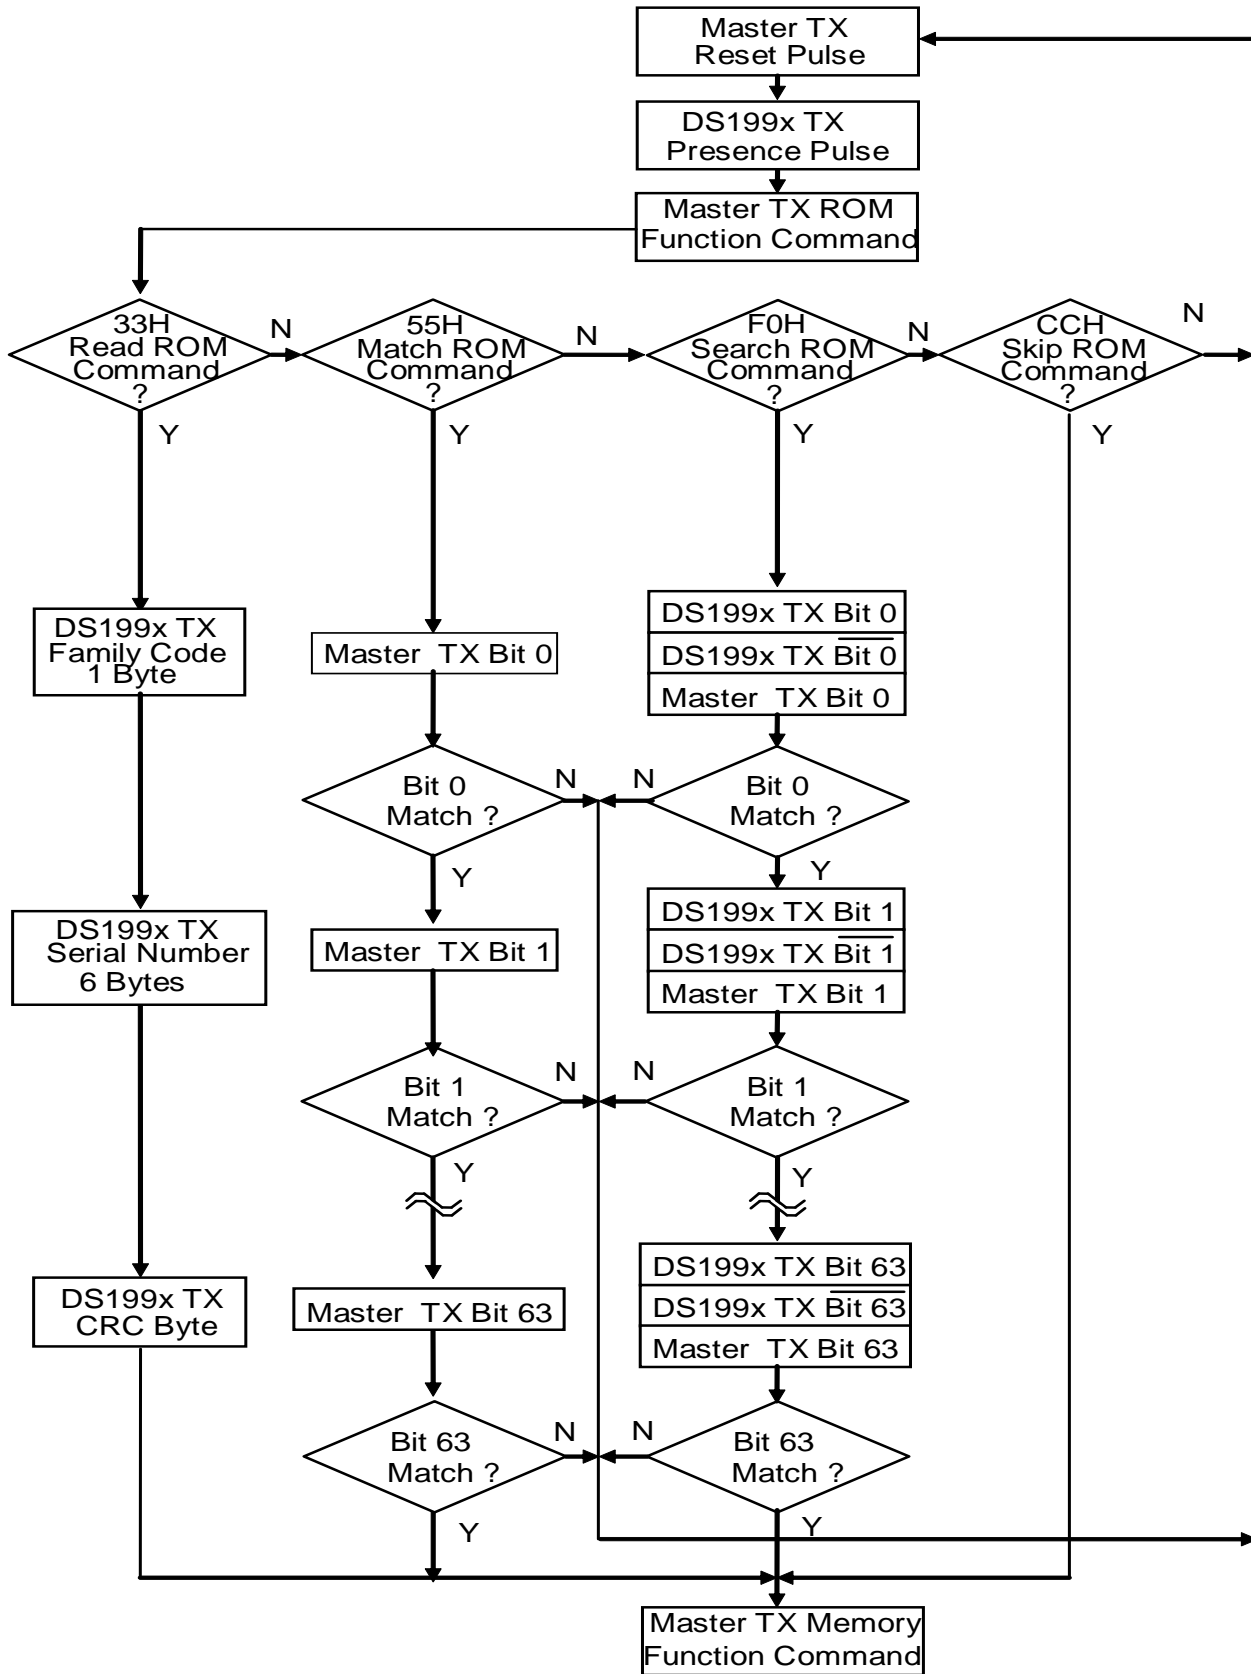 Master TX
Reset Pulse
DS199x TX
Presence Pulse
Master TX ROM
Function Command
33H
Read ROM
Command
?
N
Y
55H
Match ROM
Command
?
N
Y
F0H
Search ROM
Command
?
N
Y
CCH
Skip ROM
Command
?
N
Y
DS199x TX
Family Code
1 Byte
DS199x TX
Serial Number
6 Bytes
DS199x TX
CRC Byte
Master TX Bit 0
Bit 0
Match ?
N
Y
Master TX Bit 1
Bit 1
Match ?
N
Y
Master TX Bit 63
Bit 63
Match ?
N
Y
DS199x TX Bit 0
DS199x TX Bit 0
Master TX Bit 0
N
Bit 0
Match ?
Y
DS199x TX Bit 1
DS199x TX Bit 1
Master TX Bit 1
N
Bit 1
Match ?
Y
DS199x TX Bit 63
DS199x TX Bit 63
Master TX Bit 63
N
Bit 63
Match ?
Y
Master TX Memory
Function Command